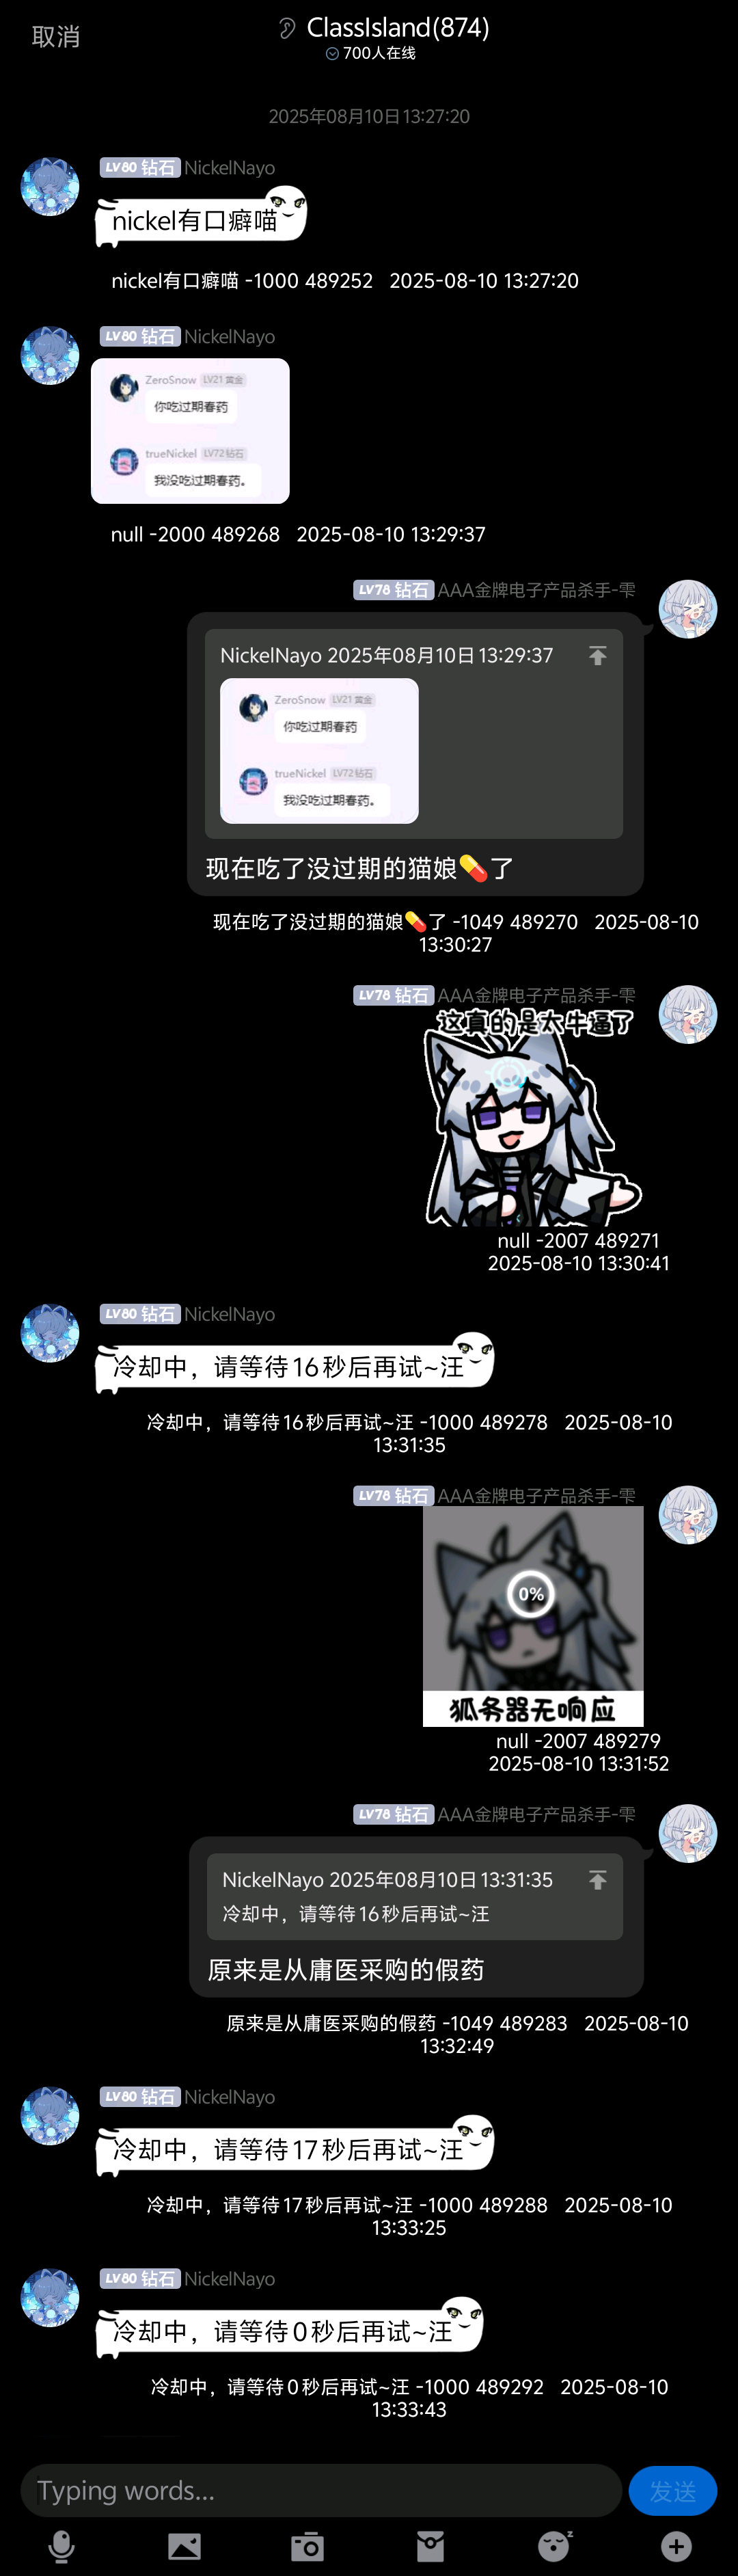 取消
ClassIsland(874)
700人在线
2025年08月10日 13:27:20
LV80 钻石 NickelNayo
nickel有口癖喵
nickel有口癖喵 -1000 489252 2025-08-10 13:27:20
LV80 钻石 NickelNayo
ZeroSnow LV21 黄金
你吃过期春药
trueNickel LV72 钻石
我没吃过期春药。
null -2000 489268 2025-08-10 13:29:37
LV78 钻石 AAA金牌电子产品杀手-雫
NickelNayo 2025年08月10日 13:29:37
ZeroSnow LV21 黄金
你吃过期春药
trueNickel LV72 钻石
我没吃过期春药。
现在吃了没过期的猫娘💊了
现在吃了没过期的猫娘💊了 -1049 489270 2025-08-10
13:30:27
LV78 钻石 AAA金牌电子产品杀手-雫
这真的是太牛逼了
null -2007 489271
2025-08-10 13:30:41
LV80 钻石 NickelNayo
冷却中，请等待16秒后再试~汪
冷却中，请等待16秒后再试~汪 -1000 489278 2025-08-10
13:31:35
LV78 钻石 AAA金牌电子产品杀手-雫
0%
狐务器无响应
null -2007 489279
2025-08-10 13:31:52
LV78 钻石 AAA金牌电子产品杀手-雫
NickelNayo 2025年08月10日 13:31:35
冷却中，请等待16秒后再试~汪
原来是从庸医采购的假药
原来是从庸医采购的假药 -1049 489283 2025-08-10
13:32:49
LV80 钻石 NickelNayo
冷却中，请等待17秒后再试~汪
冷却中，请等待17秒后再试~汪 -1000 489288 2025-08-10
13:33:25
LV80 钻石 NickelNayo
冷却中，请等待0秒后再试~汪
冷却中，请等待0秒后再试~汪 -1000 489292 2025-08-10
13:33:43
Typing words...
发送